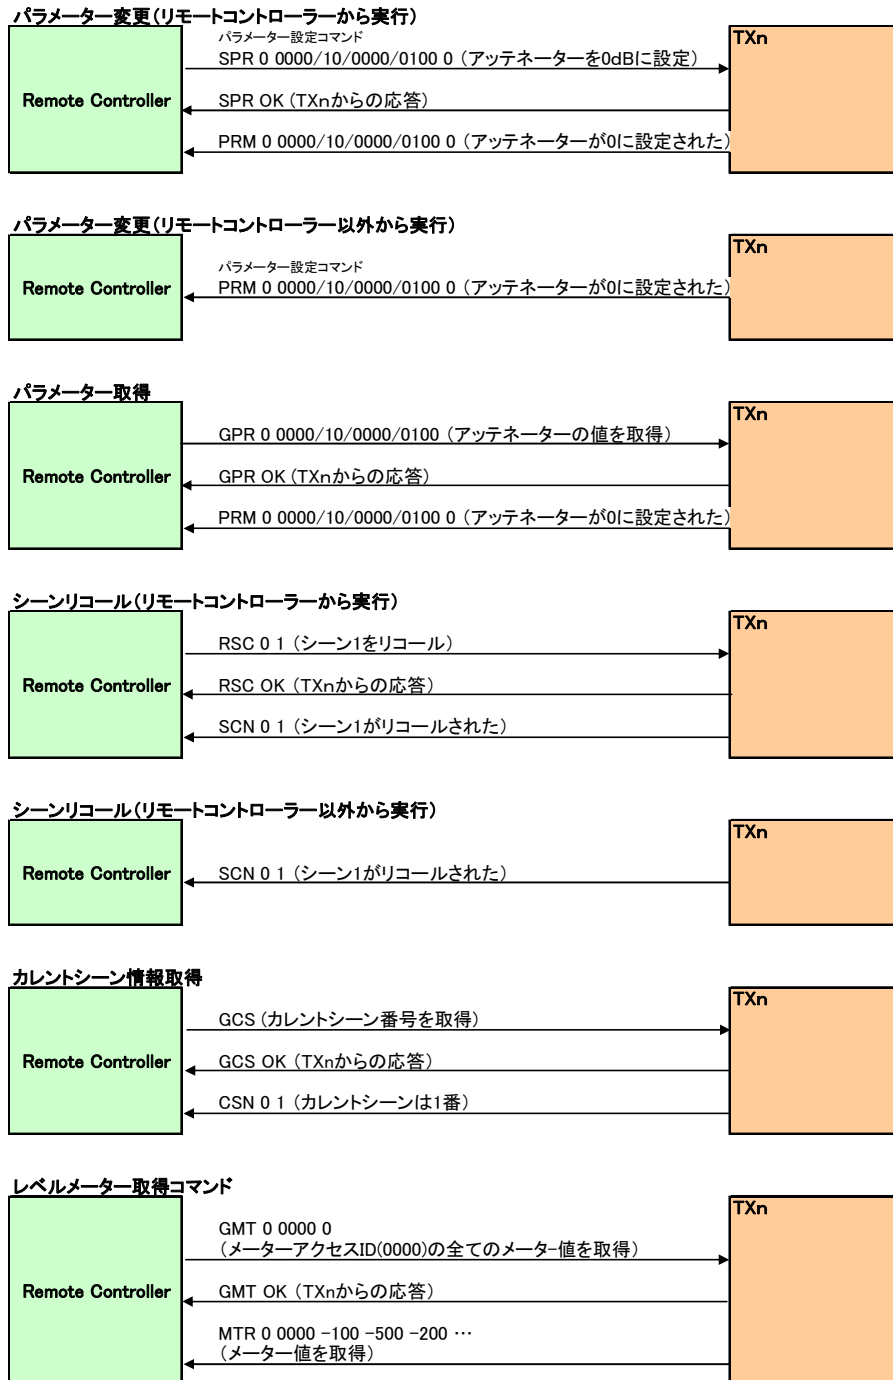 パラメーター変更(リモートコントローラーから実行)
パラメーター設定コマンド
SPR 0 0000/10/0000/0100 0 (アッテネーターを0dBに設定)
SPR OK (TXnからの応答)
PRM 0 0000/10/0000/0100 0 (アッテネーターが0に設定された)
Remote Controller
TXn
パラメーター変更(リモートコントローラー以外から実行)
パラメーター設定コマンド
PRM 0 0000/10/0000/0100 0 (アッテネーターが0に設定された)
Remote Controller
TXn
パラメーター取得
GPR 0 0000/10/0000/0100 (アッテネーターの値を取得)
GPR OK (TXnからの応答)
PRM 0 0000/10/0000/0100 0 (アッテネーターが0に設定された)
Remote Controller
TXn
シーンリコール(リモートコントローラーから実行)
RSC 0 1 (シーン1をリコール)
RSC OK (TXnからの応答)
SCN 0 1 (シーン1がリコールされた)
Remote Controller
TXn
シーンリコール(リモートコントローラー以外から実行)
SCN 0 1 (シーン1がリコールされた)
Remote Controller
TXn
カレントシーン情報取得
GCS (カレントシーン番号を取得)
GCS OK (TXnからの応答)
CSN 0 1 (カレントシーンは1番)
Remote Controller
TXn
レベルメーター取得コマンド
GMT 0 0000 0
(メーターアクセスID(0000)の全てのメータ-値を取得)
GMT OK (TXnからの応答)
MTR 0 0000 -100 -500 -200 …
(メーター値を取得)
Remote Controller
TXn